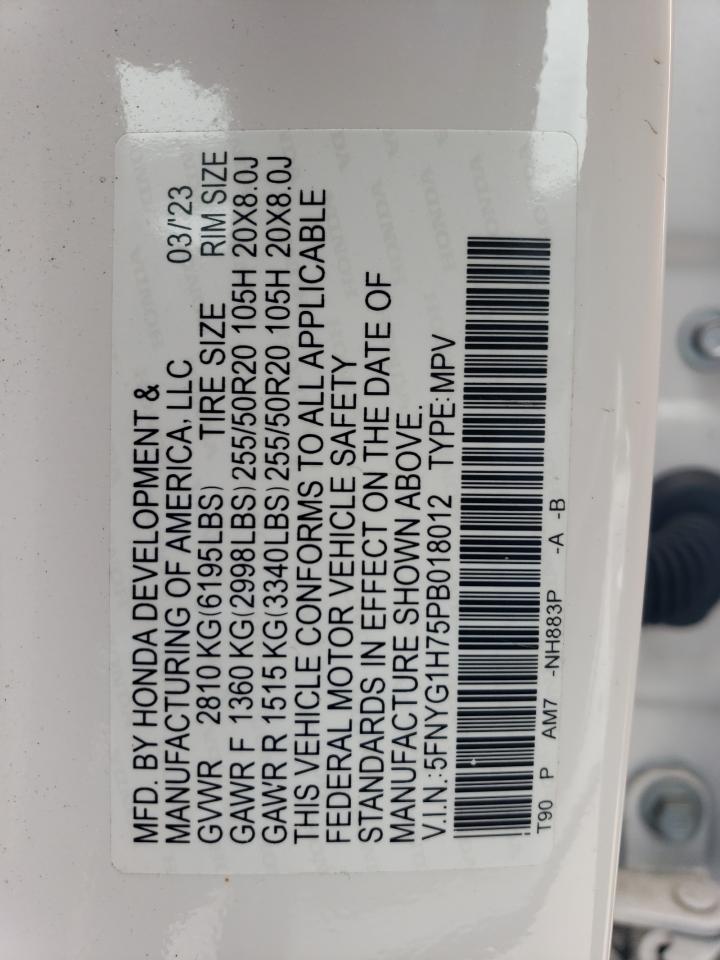 MFD. BY HONDA DEVELOPMENT &
MANUFACTURING OF AMERICA, LLC 03/'23
GVWR 2810 KG(6195LBS) TIRE SIZE RIM SIZE
GAWR F 1360 KG(2998LBS) 255/50R20 105H 20X8.0J
GAWR R 1515 KG(3340LBS) 255/50R20 105H 20X8.0J
THIS VEHICLE CONFORMS TO ALL APPLICABLE
FEDERAL MOTOR VEHICLE SAFETY
STANDARDS IN EFFECT ON THE DATE OF
MANUFACTURE SHOWN ABOVE.
V.I.N.:5FNYG1H75PB018012 TYPE:MPV
T90 P AM7 -NH883P -A -B
HONDA